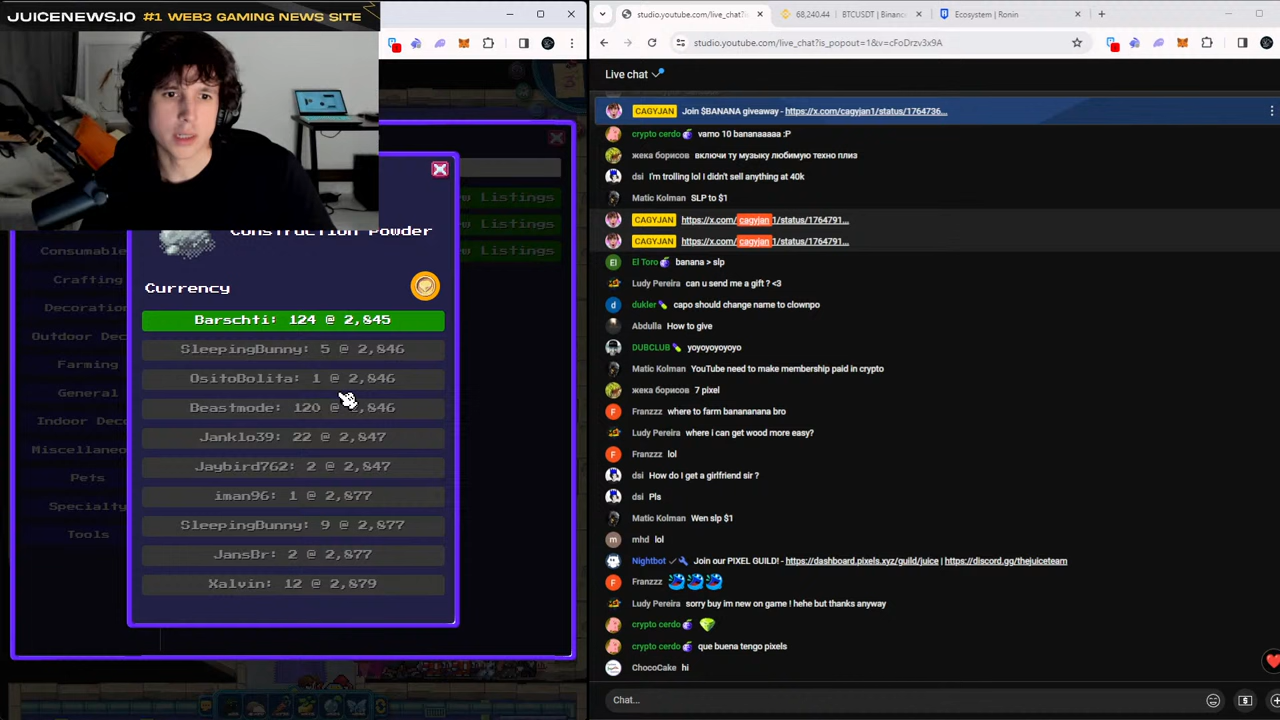 JUICENEWS.IO #1 WEB3 GAMING NEWS SITE
Construction Powder
Currency
Barschti: 124 @ 2,845
SleepingBunny: 5 @ 2,846
OsitoBolita: 1 @ 2,846
Beastmode: 120 @ 2,846
Janklo39: 22 @ 2,847
Jaybird762: 2 @ 2,847
iman96: 1 @ 2,877
SleepingBunny: 9 @ 2,877
JansBr: 2 @ 2,877
Xalvin: 12 @ 2,879
Listings
Listings
Listings
Consumable
Crafting
Decoration
Outdoor Dec
Farming
General
Indoor Deco
Miscellaneo
Pets
Specialty
Tools
studio.youtube.com/live_chat?i
68,240.44 | BTCUSDT | Binanc
Ecosystem | Ronin
studio.youtube.com/live_chat?is_popout=1&v=cFoDrzv3x9A
Live chat
CAGYJAN Join $BANANA giveaway - https://x.com/cagyjan1/status/1764736...
crypto cerdo vamo 10 bananaaaaa :P
жека борисов включи ту музыку любимую техно плиз
dsi I'm trolling lol I didn't sell anything at 40k
Matic Kolman SLP to $1
CAGYJAN https://x.com/cagyjan1/status/1764791...
CAGYJAN https://x.com/cagyjan1/status/1764791...
El Toro banana > slp
Ludy Pereira can u send me a gift ? <3
dukler capo should change name to clownpo
Abdulla How to give
DUBCLUB yoyoyoyoyoyo
Matic Kolman YouTube need to make membership paid in crypto
жека борисов 7 pixel
Franzzz where to farm banananana bro
Ludy Pereira where i can get wood more easy?
Franzzz lol
dsi How do I get a girlfriend sir ?
dsi Pls
Matic Kolman Wen slp $1
mhd lol
Nightbot Join our PIXEL GUILD! - https://dashboard.pixels.xyz/guild/juice | https://discord.gg/thejuiceteam
Franzzz
Ludy Pereira sorry buy im new on game ! hehe but thanks anyway
crypto cerdo
crypto cerdo que buena tengo pixels
ChocoCake hi
Chat...